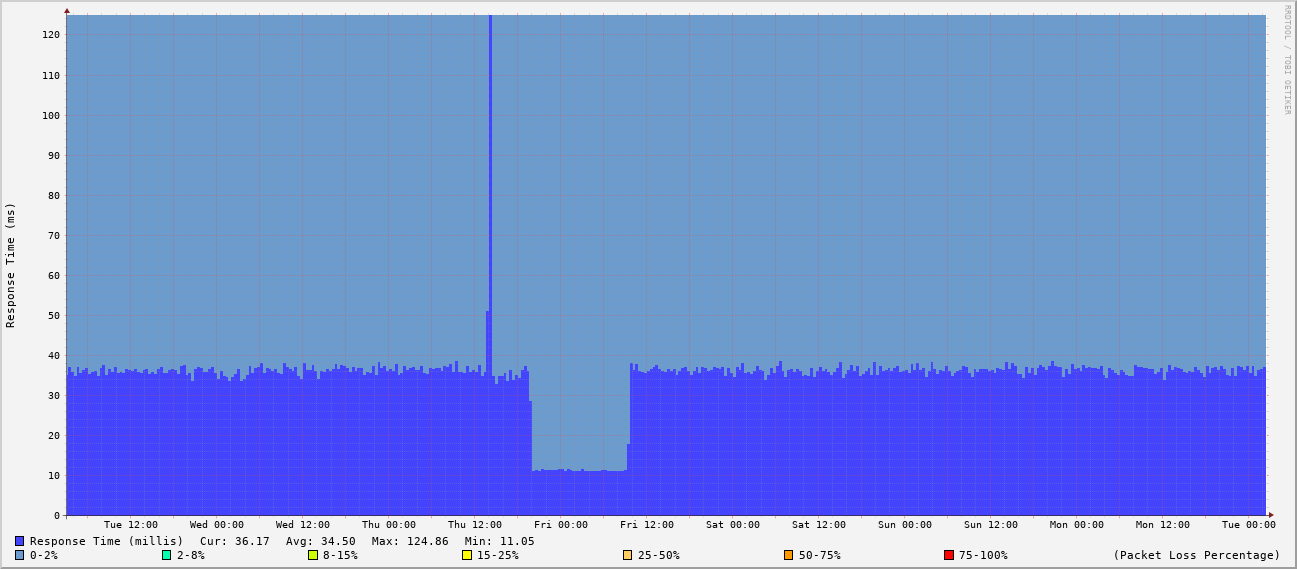 RRDTOOL / TOBI OETIKER
Response Time (ms)
120
110
100
90
80
70
60
50
40
30
20
10
0
Tue 12:00 Wed 00:00 Wed 12:00 Thu 00:00 Thu 12:00 Fri 00:00 Fri 12:00 Sat 00:00 Sat 12:00 Sun 00:00 Sun 12:00 Mon 00:00 Mon 12:00 Tue 00:00
Response Time (millis) Cur: 36.17 Avg: 34.50 Max: 124.86 Min: 11.05
0-2% 2-8% 8-15% 15-25% 25-50% 50-75% 75-100% (Packet Loss Percentage)